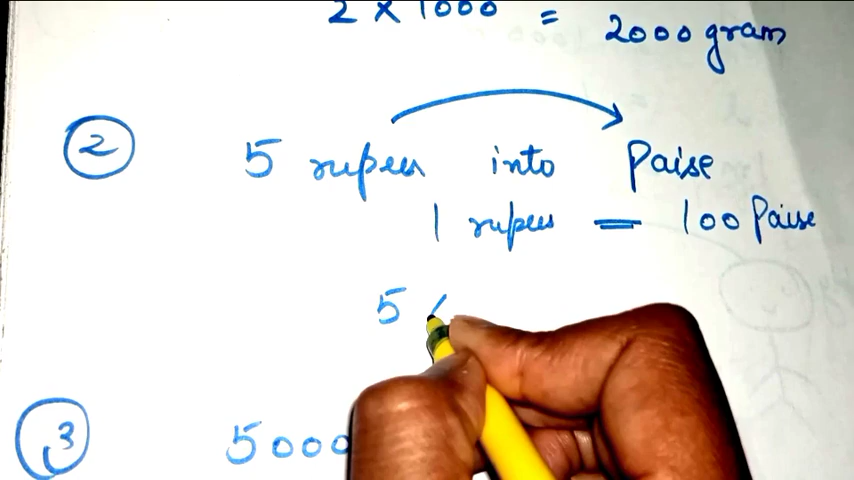 2 × 1000 = 2000 gram
2 5 rupees into Paise
1 rupees = 100 Paise
5
3 5000